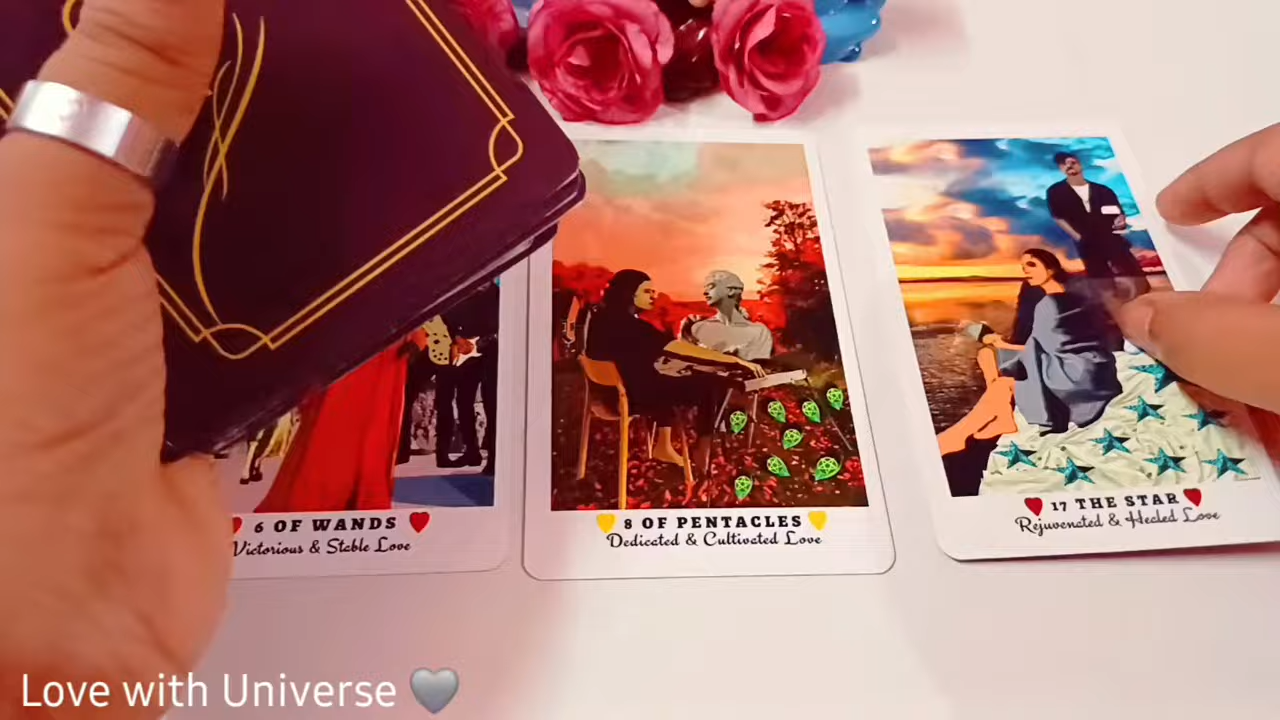 6 OF WANDS
Victorious & Stable Love
8 OF PENTACLES
Dedicated & Cultivated Love
17 THE STAR
Rejuvenated & Healed Love
Love with Universe 🩶